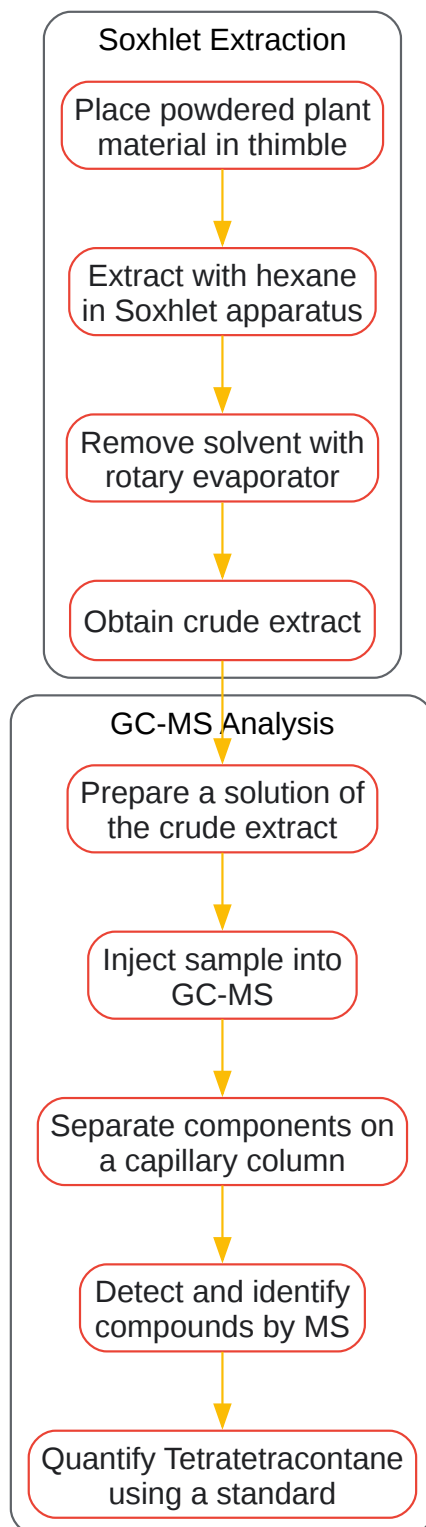 Soxhlet Extraction
Place powdered plant
material in thimble
Extract with hexane
in Soxhlet apparatus
Remove solvent with
rotary evaporator
Obtain crude extract
GC-MS Analysis
Prepare a solution of
the crude extract
Inject sample into
GC-MS
Separate components on
a capillary column
Detect and identify
compounds by MS
Quantify Tetratetracontane
using a standard